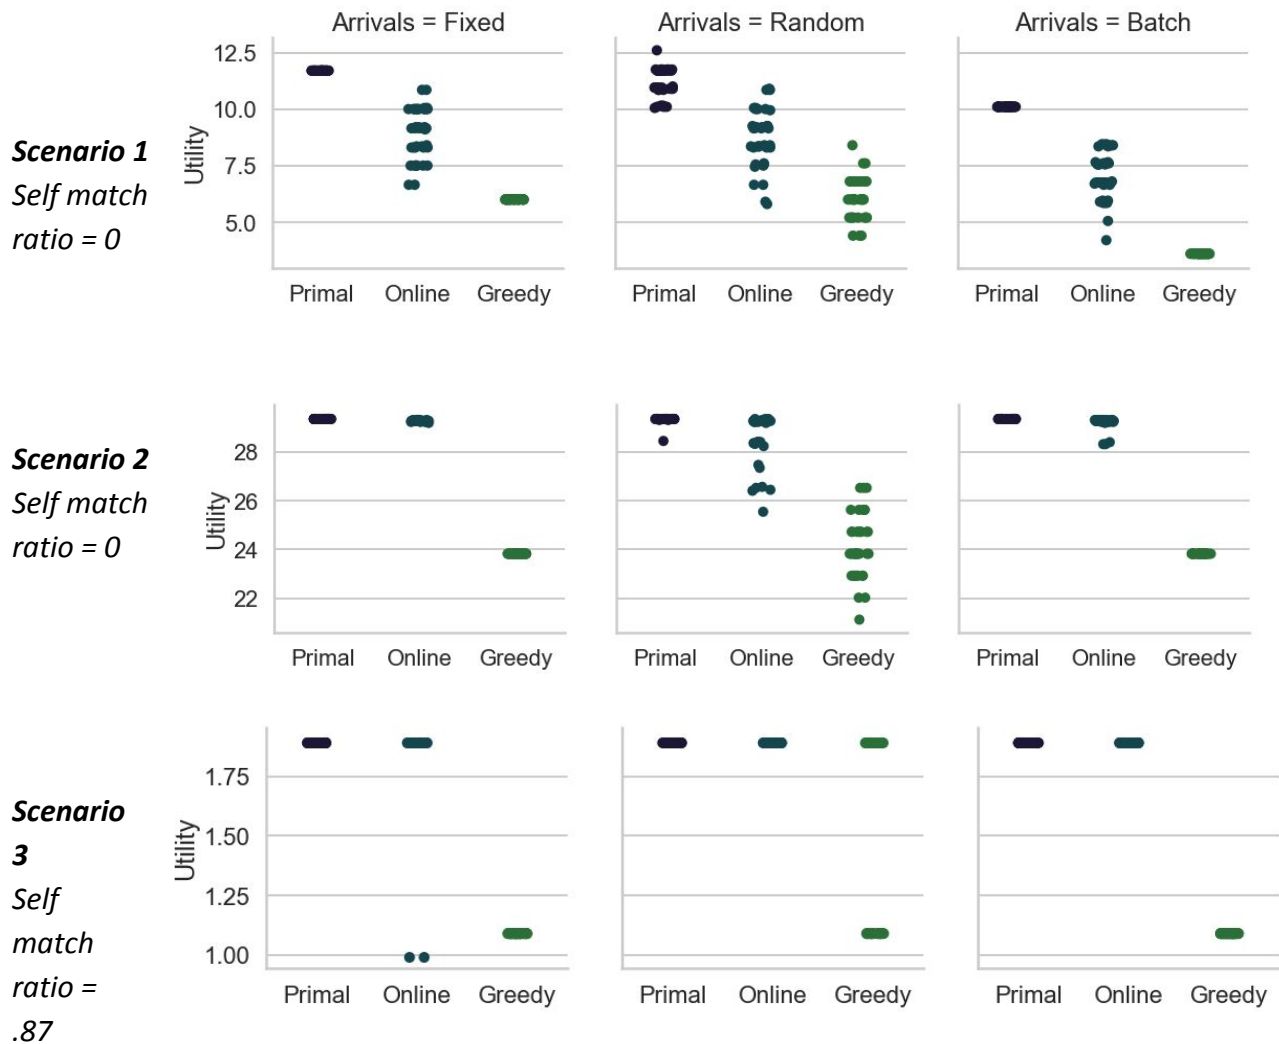 Arrivals = Fixed
Arrivals = Random
Arrivals = Batch
Scenario 1
Self match
ratio = 0
Utility
12.5
10.0
7.5
5.0
Primal Online Greedy
Primal Online Greedy
Primal Online Greedy
Scenario 2
Self match
ratio = 0
Utility
28
26
24
22
Primal Online Greedy
Primal Online Greedy
Primal Online Greedy
Scenario
3
Self
match
ratio =
.87
Utility
1.75
1.50
1.25
1.00
Primal Online Greedy
Primal Online Greedy
Primal Online Greedy